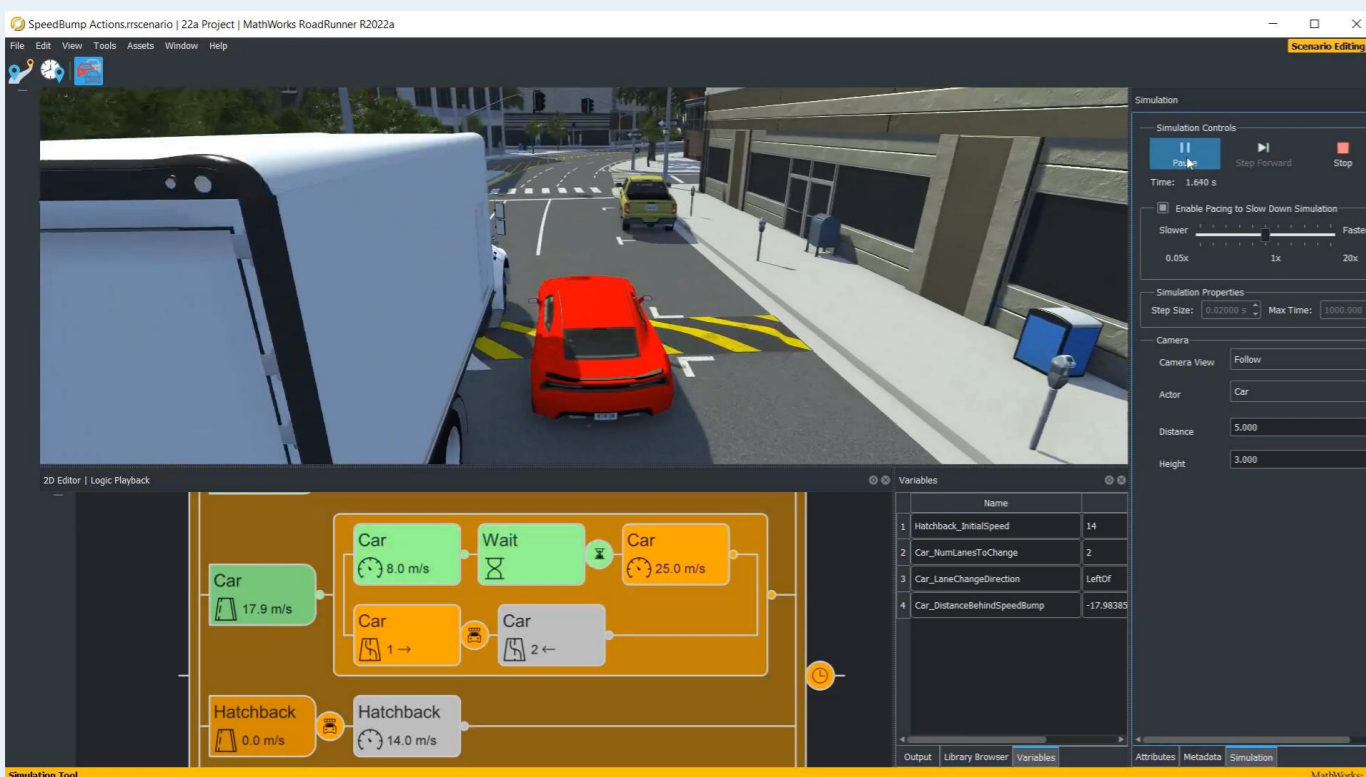 SpeedBump Actions.rrscenario | 22a Project | MathWorks RoadRunner R2022a
File Edit View Tools Assets Window Help
Scenario Editing
Simulation
Simulation Controls
Pause
Step Forward
Stop
Time: 1.640 s
Enable Pacing to Slow Down Simulation
Slower
Faster
0.05x
1x
20x
Simulation Properties
Step Size: 0.02000 s
Max Time: 1000.000
Camera
Camera View
Follow
Actor
Car
Distance
5.000
Height
3.000
2D Editor | Logic Playback
Car
17.9 m/s
Car
8.0 m/s
Wait
Car
25.0 m/s
Car
1 →
Car
2 ←
Hatchback
0.0 m/s
Hatchback
14.0 m/s
Variables
Name
1 Hatchback_InitialSpeed 14
2 Car_NumLanesToChange 2
3 Car_LaneChangeDirection LeftOf
4 Car_DistanceBehindSpeedBump -17.98385
Output Library Browser Variables
Attributes Metadata Simulation
Simulation Tool
MathWorks